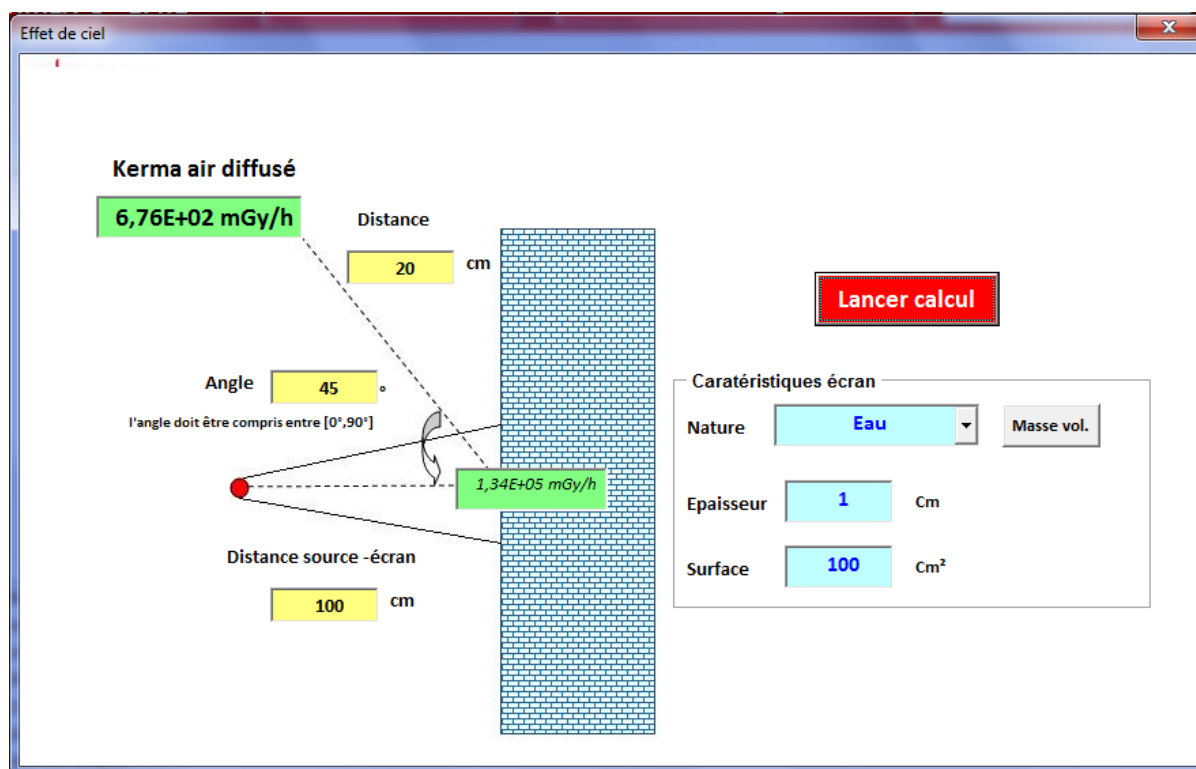 Effet de ciel
x
Kerma air diffusé
6,76E+02 mGy/h
Distance
20 cm
Lancer calcul
Angle 45 °
l'angle doit être compris entre [0°,90°]
Caratéristiques écran
Nature Eau Masse vol.
1,34E+05 mGy/h
Epaisseur 1 Cm
Distance source -écran
Surface 100 Cm²
100 cm